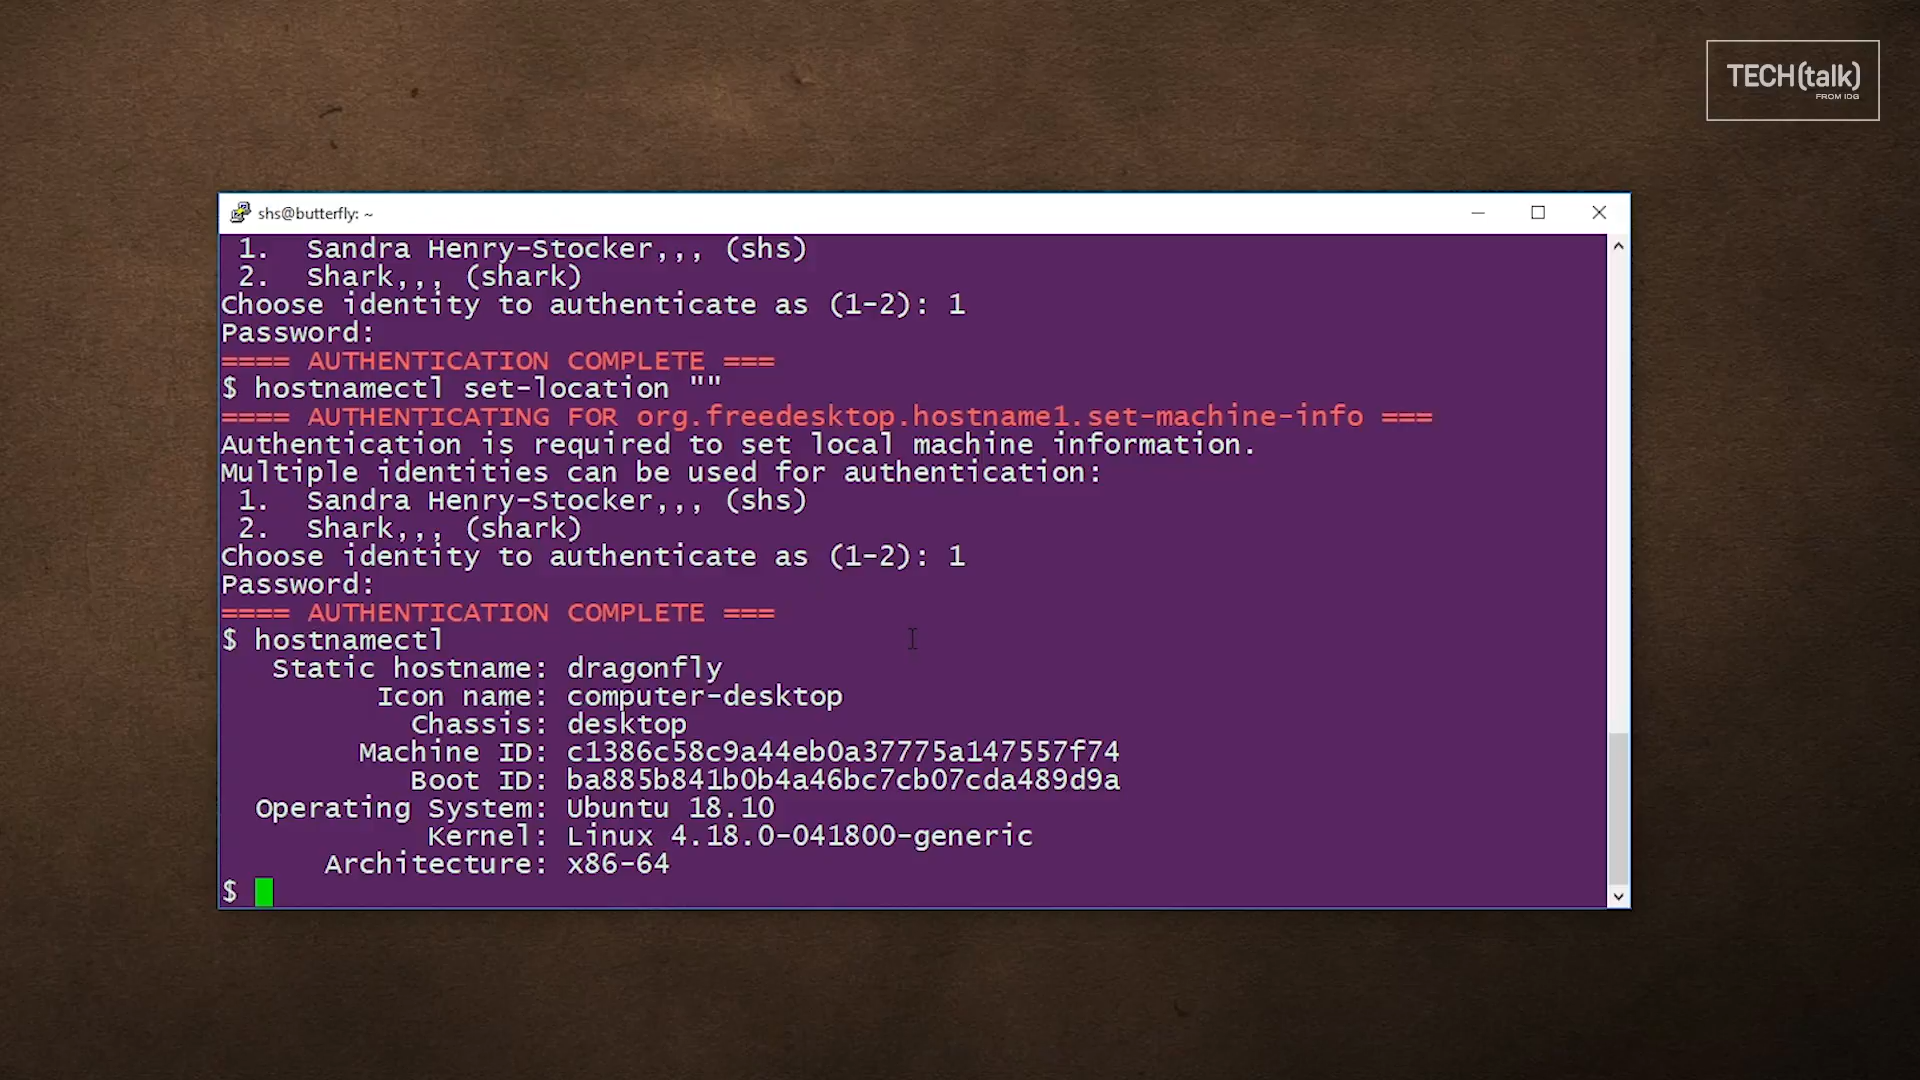 TECH(talk)
FROM IDG
shs@butterfly: ~
1. Sandra Henry-Stocker,,, (shs)
2. Shark,,, (shark)
Choose identity to authenticate as (1-2): 1
Password:
==== AUTHENTICATION COMPLETE ===
$ hostnamectl set-location ""
==== AUTHENTICATING FOR org.freedesktop.hostname1.set-machine-info ===
Authentication is required to set local machine information.
Multiple identities can be used for authentication:
1. Sandra Henry-Stocker,,, (shs)
2. Shark,,, (shark)
Choose identity to authenticate as (1-2): 1
Password:
==== AUTHENTICATION COMPLETE ===
$ hostnamectl
Static hostname: dragonfly
Icon name: computer-desktop
Chassis: desktop
Machine ID: c1386c58c9a44eb0a37775a147557f74
Boot ID: ba885b841b0b4a46bc7cb07cda489d9a
Operating System: Ubuntu 18.10
Kernel: Linux 4.18.0-041800-generic
Architecture: x86-64
$